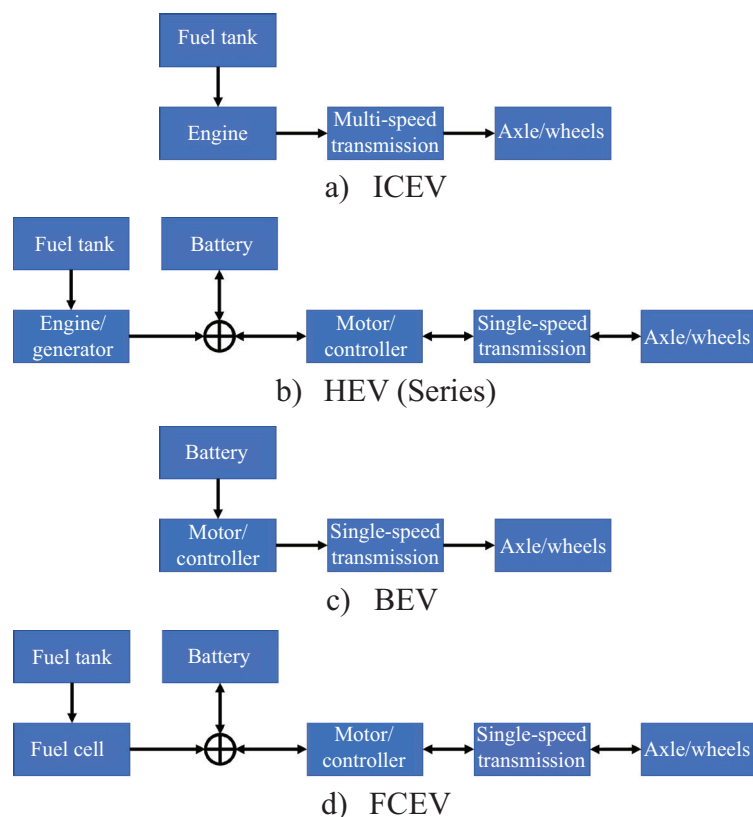 Fuel tank
Engine
Multi-speed
transmission
Axle/wheels
a) ICEV
Fuel tank
Battery
Engine/
generator
Motor/
controller
Single-speed
transmission
Axle/wheels
b) HEV (Series)
Battery
Motor/
controller
Single-speed
transmission
Axle/wheels
c) BEV
Fuel tank
Battery
Fuel cell
Motor/
controller
Single-speed
transmission
Axle/wheels
d) FCEV